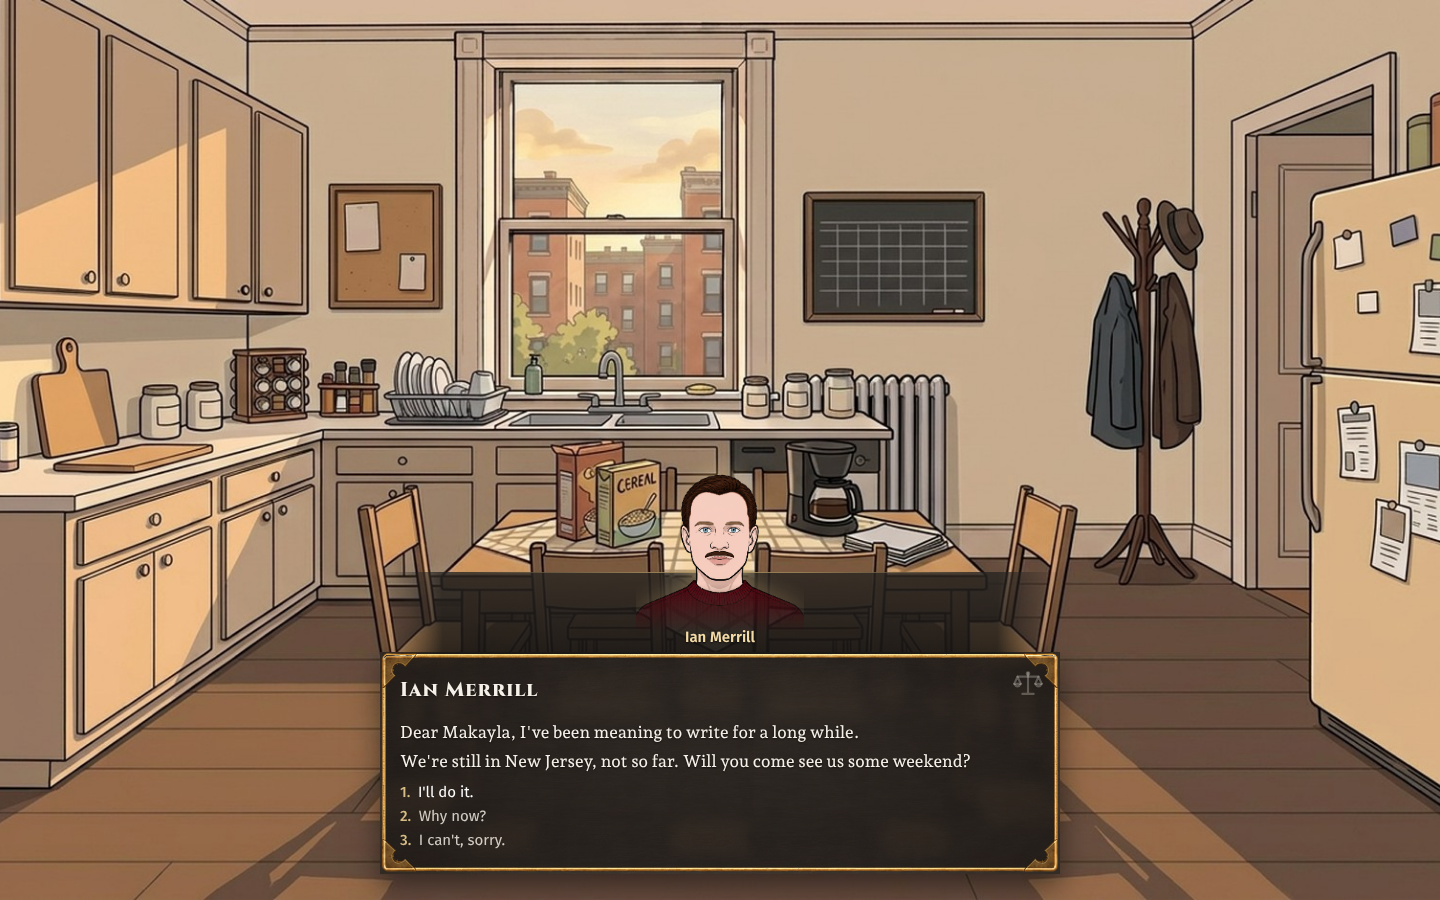 CEREAL
Ian Merrill
IAN MERRILL
Dear Makayla, I've been meaning to write for a long while.
We're still in New Jersey, not so far. Will you come see us some weekend?
1. I'll do it.
2. Why now?
3. I can't, sorry.